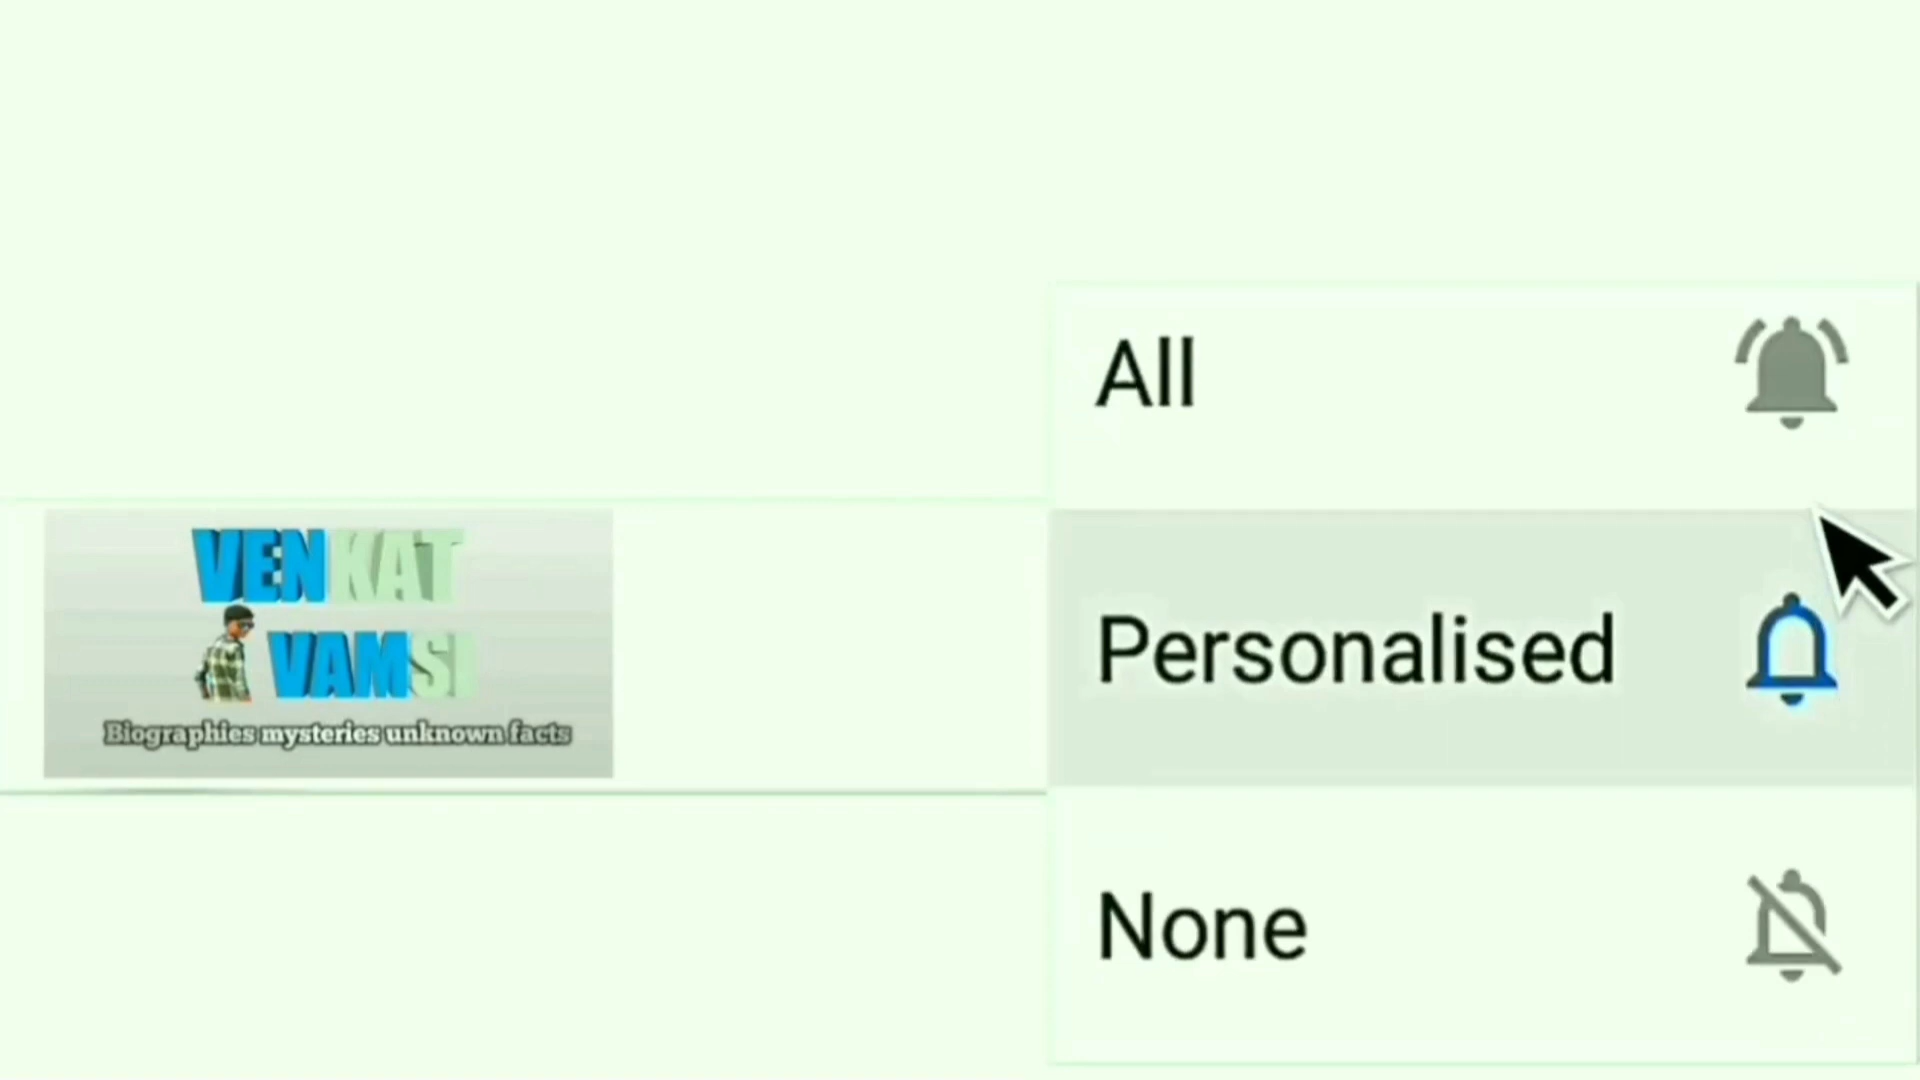 VENKAT
VAMSI
Biographies mysteries unknown facts
All
Personalised
None